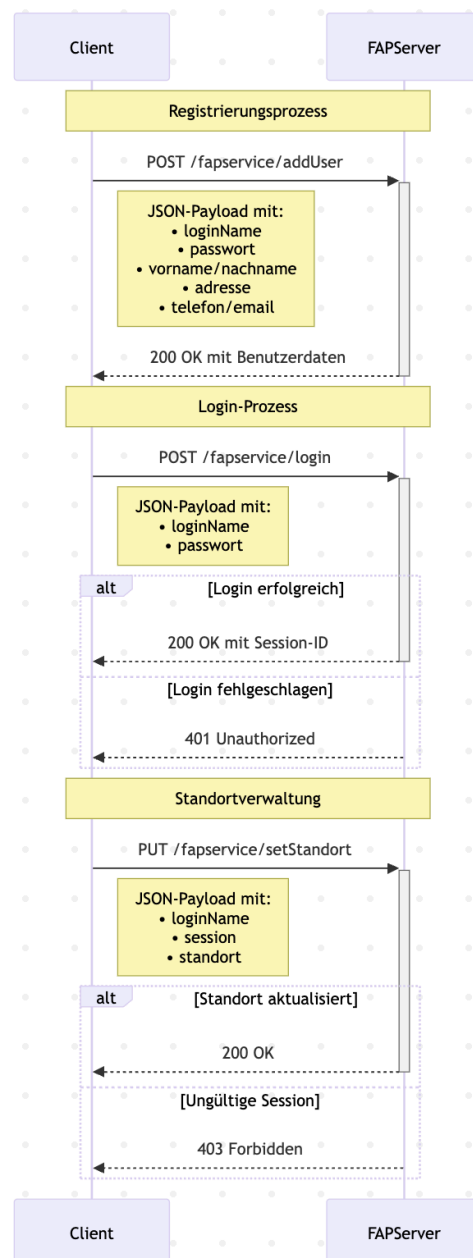 Client
FAPServer
Registrierungsprozess
POST /fapservice/addUser
JSON-Payload mit:
• loginName
• passwort
• vorname/nachname
• adresse
• telefon/email
200 OK mit Benutzerdaten
Login-Prozess
POST /fapservice/login
JSON-Payload mit:
• loginName
• passwort
alt
[Login erfolgreich]
200 OK mit Session-ID
[Login fehlgeschlagen]
401 Unauthorized
Standortverwaltung
PUT /fapservice/setStandort
JSON-Payload mit:
• loginName
• session
• standort
alt
[Standort aktualisiert]
200 OK
[Ungültige Session]
403 Forbidden
Client
FAPServer